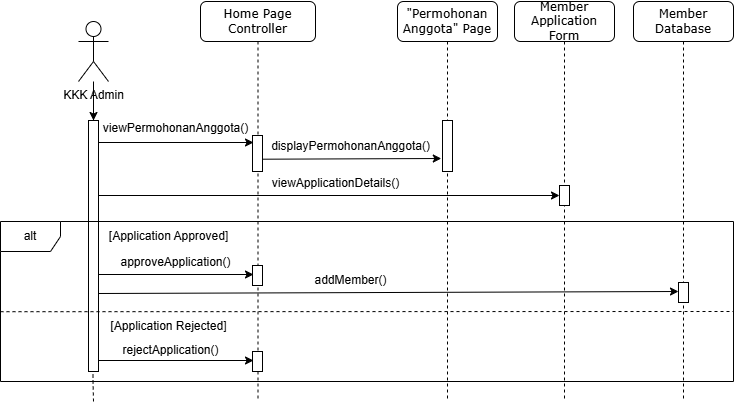 Home Page
Controller
"Permohonan
Anggota" Page
Member
Application
Form
Member
Database
KKK Admin
viewPermohonanAnggota()
displayPermohonanAnggota()
viewApplicationDetails()
alt
[Application Approved]
approveApplication()
addMember()
[Application Rejected]
rejectApplication()